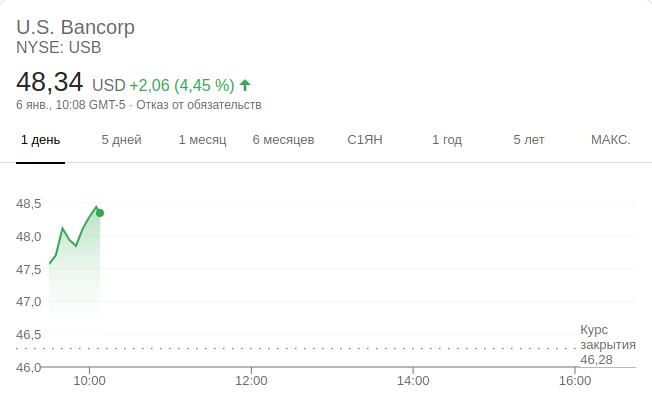 U.S. Bancorp
NYSE: USB
48,34 USD +2,06 (4,45 %)
6 янв., 10:08 GMT-5 · Отказ от обязательств
1 день 5 дней 1 месяц 6 месяцев С1ЯН 1 год 5 лет МАКС.
48,5
48,0
47,5
47,0
46,5
46,0
Курс
закрытия
46,28
10:00 12:00 14:00 16:00